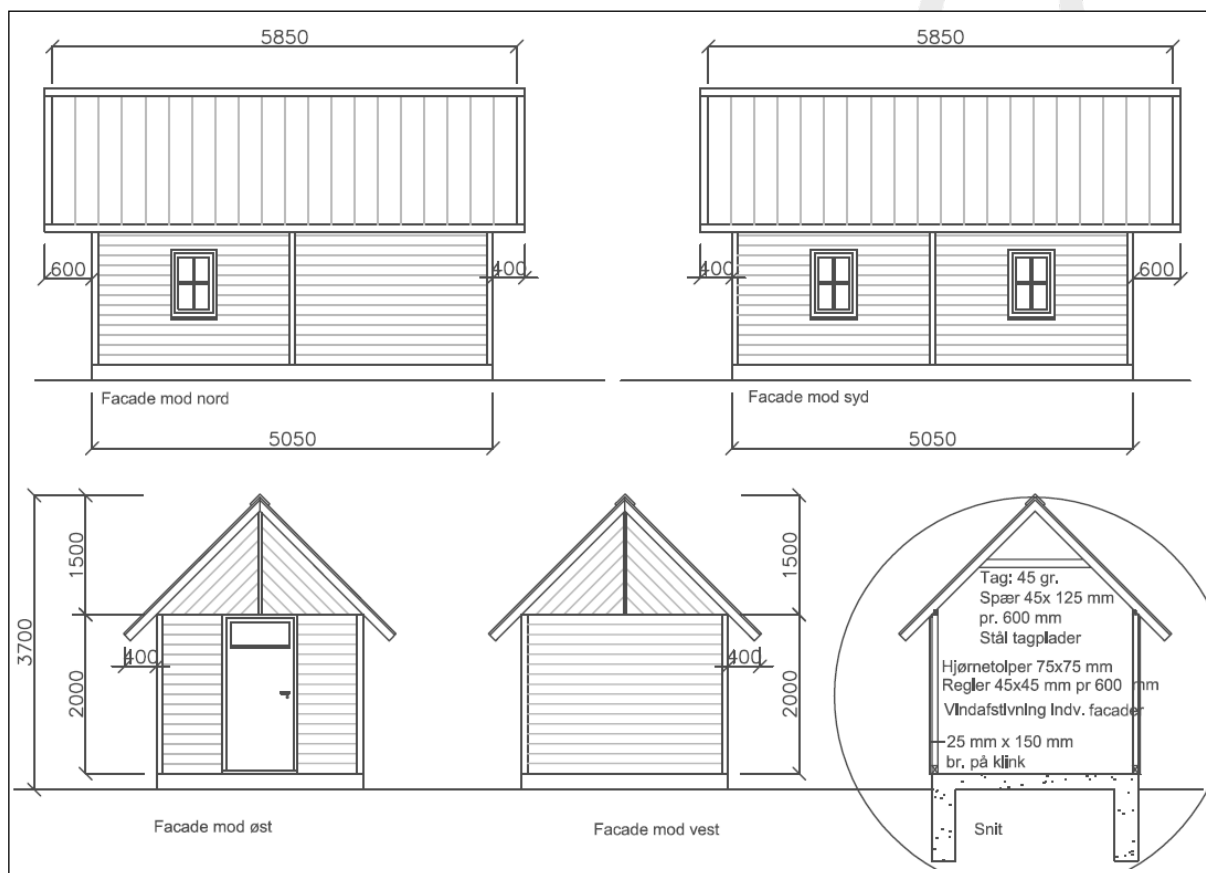 5850
5850
600
400
400
600
Facade mod nord
Facade mod syd
5050
5050
3700
1500
2000
400
400
1500
2000
Tag: 45 gr.
Spær 45x 125 mm
pr. 600 mm
Stål tagplader
Hjørnetolper 75x75 mm
Regler 45x45 mm pr 600 mm
Vindafstivning indv. facader
25 mm x 150 mm
br. på klink
Facade mod øst
Facade mod vest
Snit